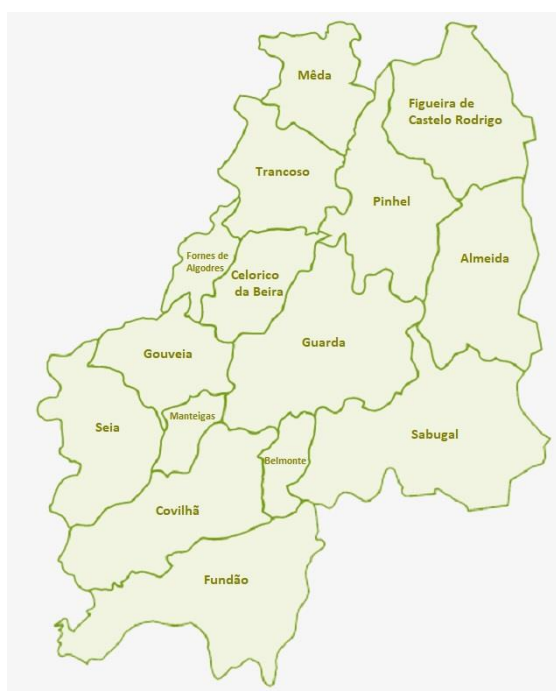 Mêda
Figueira de
Castelo Rodrigo
Trancoso
Pinhel
Fornes de
Algodres
Celorico
da Beira
Almeida
Guarda
Gouveia
Manteigas
Seia
Sabugal
Belmonte
Covilhã
Fundão